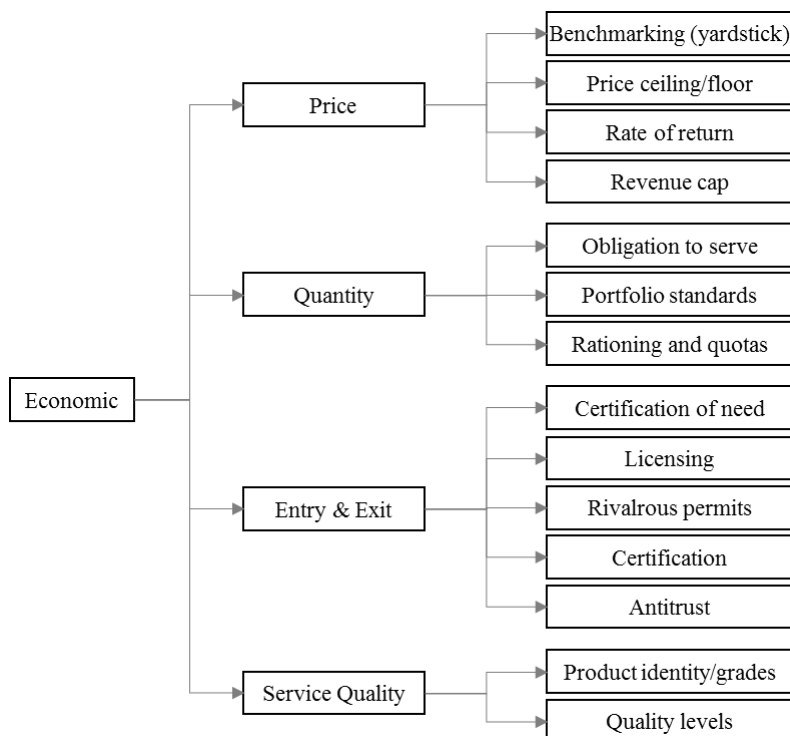 Economic
Price
Benchmarking (yardstick)
Price ceiling/floor
Rate of return
Revenue cap
Quantity
Obligation to serve
Portfolio standards
Rationing and quotas
Entry & Exit
Certification of need
Licensing
Rivalrous permits
Certification
Antitrust
Service Quality
Product identity/grades
Quality levels